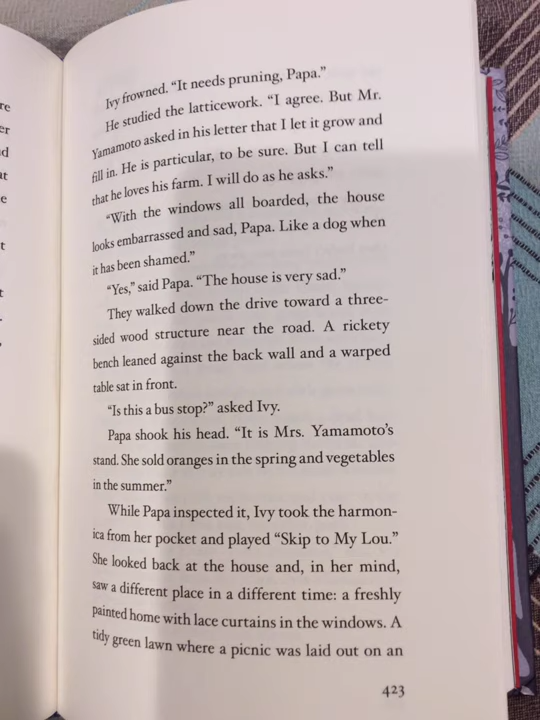 Ivy frowned. “It needs pruning, Papa.”
He studied the latticework. “I agree. But Mr.
Yamamoto asked in his letter that I let it grow and
fill in. He is particular, to be sure. But I can tell
that he loves his farm. I will do as he asks.”
“With the windows all boarded, the house
looks embarrassed and sad, Papa. Like a dog when
it has been shamed.”
“Yes,” said Papa. “The house is very sad.”
They walked down the drive toward a three-
sided wood structure near the road. A rickety
bench leaned against the back wall and a warped
table sat in front.
“Is this a bus stop?” asked Ivy.
Papa shook his head. “It is Mrs. Yamamoto’s
stand. She sold oranges in the spring and vegetables
in the summer.”
While Papa inspected it, Ivy took the harmon-
ica from her pocket and played “Skip to My Lou.”
She looked back at the house and, in her mind,
saw a different place in a different time: a freshly
painted home with lace curtains in the windows. A
tidy green lawn where a picnic was laid out on an
423